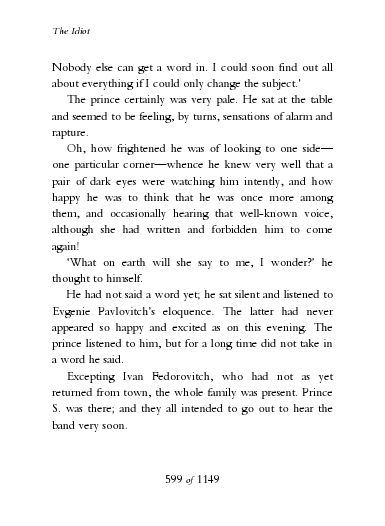 The Idiot
Nobody else can get a word in. I could soon find out all
about everything if I could only change the subject.'
The prince certainly was very pale. He sat at the table
and seemed to be feeling, by turns, sensations of alarm and
rapture.
Oh, how frightened he was of looking to one side—
one particular corner—whence he knew very well that a
pair of dark eyes were watching him intently, and how
happy he was to think that he was once more among
them, and occasionally hearing that well-known voice,
although she had written and forbidden him to come
again!
'What on earth will she say to me, I wonder?' he
thought to himself.
He had not said a word yet; he sat silent and listened to
Evgenie Pavlovitch's eloquence. The latter had never
appeared so happy and excited as on this evening. The
prince listened to him, but for a long time did not take in
a word he said.
Excepting Ivan Fedorovitch, who had not as yet
returned from town, the whole family was present. Prince
S. was there; and they all intended to go out to hear the
band very soon.
599 of 1149